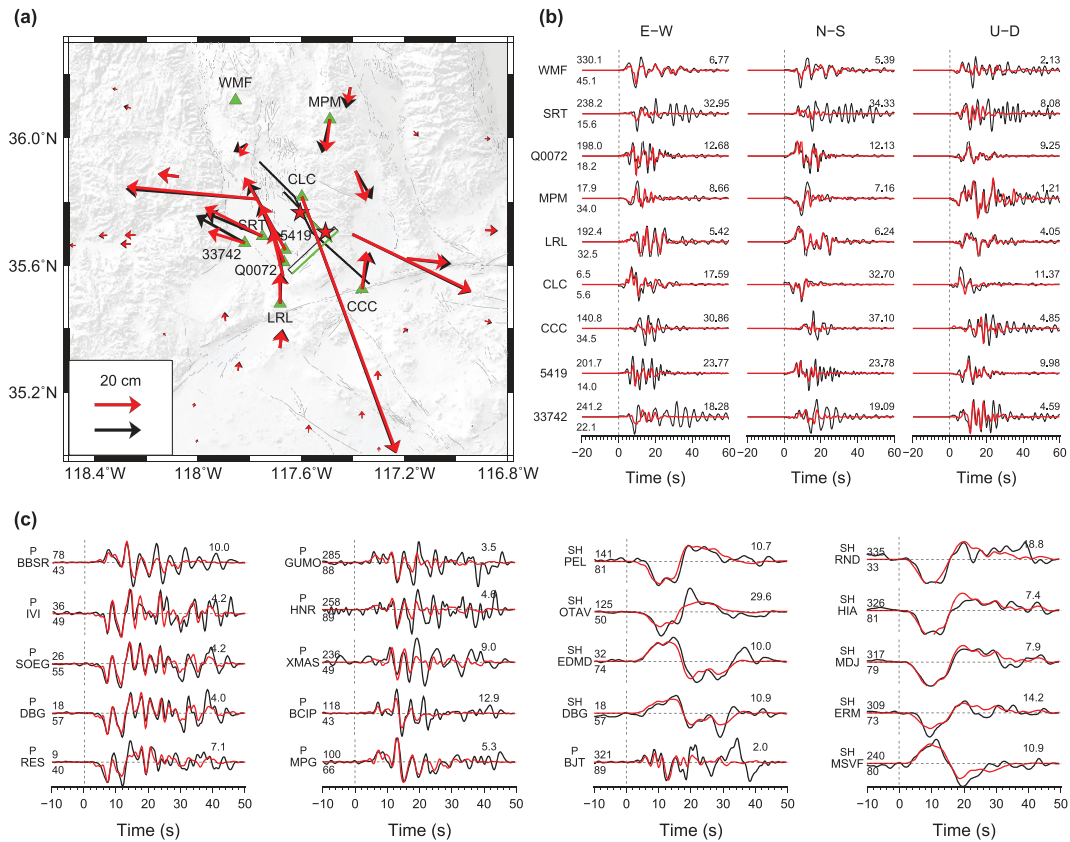 (a)
WMF
MPM
36.0°N
CLC
SRT
5419
33742
35.6°N
Q0072
CCC
LRL
20 cm
35.2°N
118.4°W 118°W 117.6°W 117.2°W 116.8°W
(b)
E−W N−S U−D
WMF 330.1 45.1 6.77 5.39 2.13
SRT 238.2 15.6 32.95 34.33 8.08
Q0072 198.0 18.2 12.68 12.13 9.25
MPM 17.9 34.0 8.66 7.16 1.21
LRL 192.4 32.5 5.42 6.24 4.05
CLC 6.5 5.6 17.59 32.70 11.37
CCC 140.8 34.5 30.86 37.10 4.85
5419 201.7 14.0 23.77 23.78 9.98
33742 241.2 22.1 18.28 19.09 4.59
−20 0 20 40 60 −20 0 20 40 60 −20 0 20 40 60
Time (s) Time (s) Time (s)
(c)
P BBSR 78 43 10.0
P IVI 36 49 4.2
P SOEG 26 55 4.2
P DBG 18 57 4.0
P RES 9 40 7.1
−10 0 10 20 30 40 50
Time (s)
P GUMO 285 88 3.5
P HNR 258 89 4.6
P XMAS 236 49 9.0
P BCIP 118 43 12.9
P MPG 100 66 5.3
−10 0 10 20 30 40 50
Time (s)
SH PEL 141 81 10.7
SH OTAV 125 50 29.6
SH EDMD 32 74 10.0
SH DBG 18 57 10.9
P BJT 321 89 2.0
−10 0 10 20 30 40 50
Time (s)
SH RND 335 33 18.8
SH HIA 326 81 7.4
SH MDJ 317 79 7.9
SH ERM 309 73 14.2
SH MSVF 240 80 10.9
−10 0 10 20 30 40 50
Time (s)